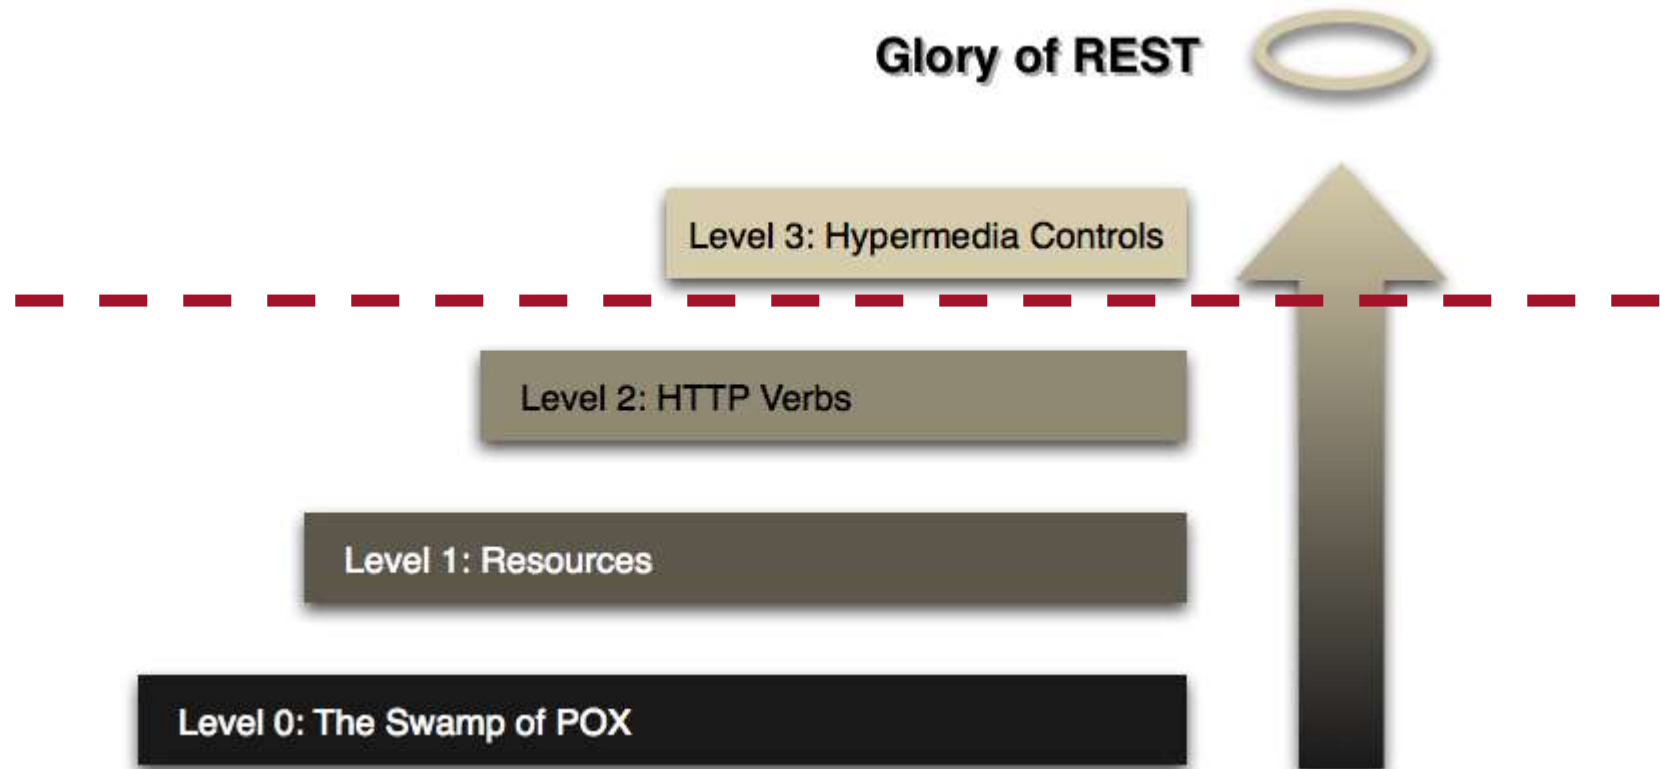 Glory of REST
Level 3: Hypermedia Controls
Level 2: HTTP Verbs
Level 1: Resources
Level 0: The Swamp of POX